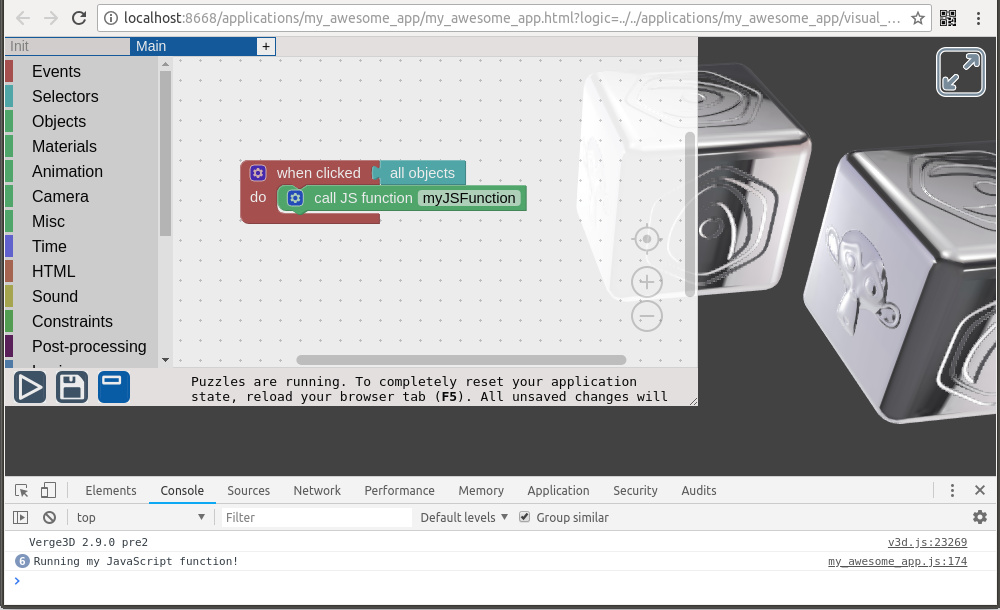 localhost:8668/applications/my_awesome_app/my_awesome_app.html?logic=../../applications/my_awesome_app/visual_...
Init Main +
Events
Selectors
Objects
Materials
Animation
Camera
Misc
Time
HTML
Sound
Constraints
Post-processing
when clicked all objects
do call JS function myJSFunction
Puzzles are running. To completely reset your application
state, reload your browser tab (F5). All unsaved changes will
Elements Console Sources Network Performance Memory Application Security Audits
top Filter Default levels Group similar
Verge3D 2.9.0 pre2 v3d.js:23269
6 Running my JavaScript function! my_awesome_app.js:174